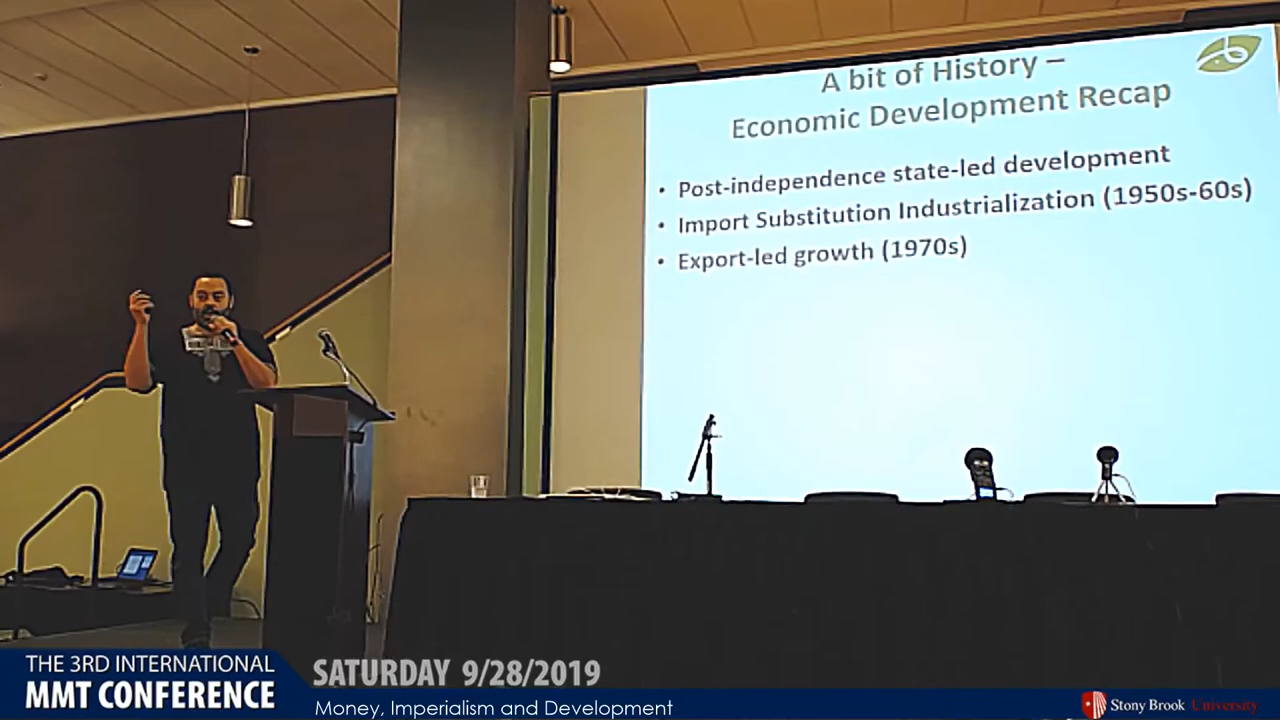 A bit of History –
Economic Development Recap
• Post-independence state-led development
• Import Substitution Industrialization (1950s-60s)
• Export-led growth (1970s)
THE 3RD INTERNATIONAL
MMT CONFERENCE
SATURDAY 9/28/2019
Money, Imperialism and Development
Stony Brook University